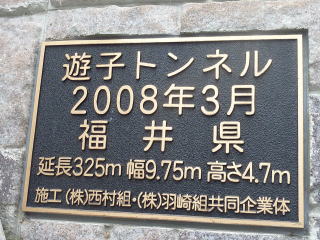 遊子トンネル
2008年3月
福井県
延長325m 幅9.75m 高さ4.7m
施工 (株)西村組・(株)羽崎組共同企業体